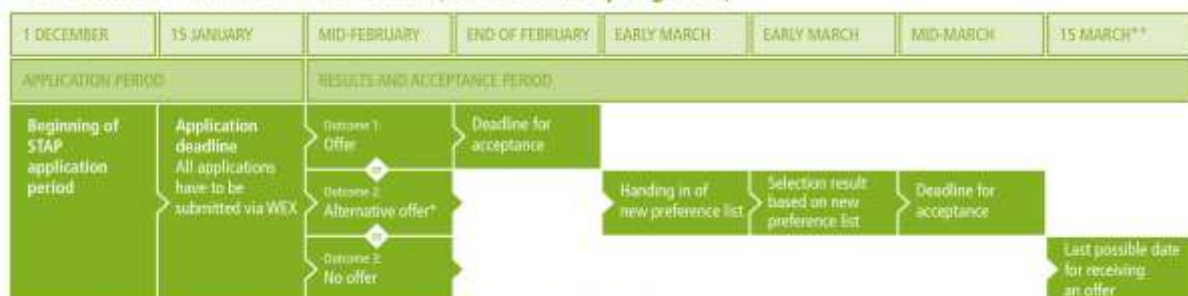 1 DECEMBER
15 JANUARY
MID-FEBRUARY
END OF FEBRUARY
EARLY MARCH
EARLY MARCH
MID-MARCH
15 MARCH**
APPLICATION PERIOD
RESULTS AND ACCEPTANCE PERIOD
Beginning of
STAP
application
period
Application
deadline
All applications
have to be
submitted via WEX
Outcome 1:
Offer
or
Outcome 2:
Alternative offer*
or
Outcome 3:
No offer
Deadline for
acceptance
Handing in of
new preference list
Selection result
based on new
preference list
Deadline for
acceptance
Last possible date
for receiving
an offer